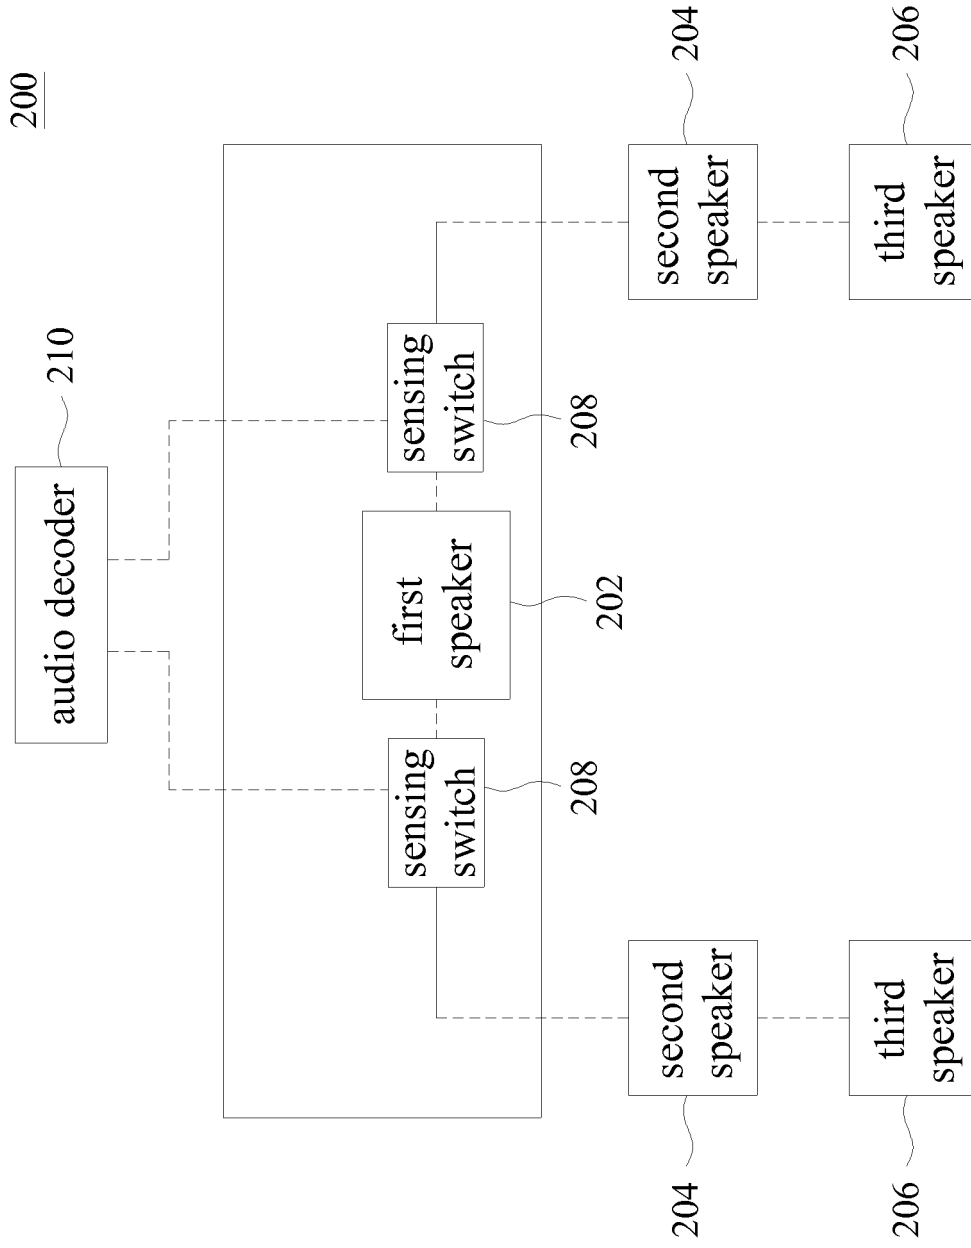 200
audio decoder
210
sensing
switch
208
first
speaker
202
sensing
switch
208
204
second
speaker
second
speaker
204
206
third
speaker
third
speaker
206